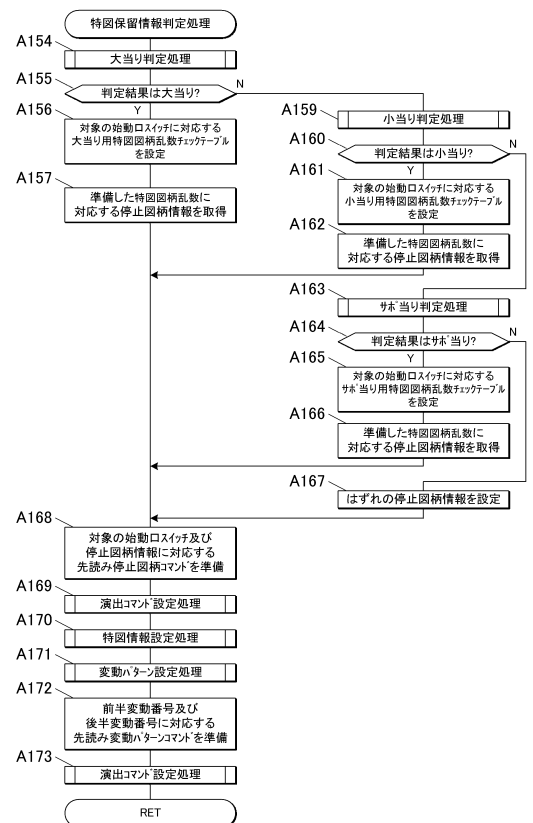 特図保留情報判定処理
A154
大当り判定処理
A155
判定結果は大当り?
N
Y
A156
対象の始動口スイッチに対応する
大当り用特図図柄乱数チェックテーブル
を設定
A157
準備した特図図柄乱数に
対応する停止図柄情報を取得
A159
小当り判定処理
A160
判定結果は小当り?
N
Y
A161
対象の始動口スイッチに対応する
小当り用特図図柄乱数チェックテーブル
を設定
A162
準備した特図図柄乱数に
対応する停止図柄情報を取得
A163
サポ当り判定処理
A164
判定結果はサポ当り?
N
Y
A165
対象の始動口スイッチに対応する
サポ当り用特図図柄乱数チェックテーブル
を設定
A166
準備した特図図柄乱数に
対応する停止図柄情報を取得
A167
はずれの停止図柄情報を設定
A168
対象の始動口スイッチ及び
停止図柄情報に対応する
先読み停止図柄コマンドを準備
A169
演出コマンド設定処理
A170
特図情報設定処理
A171
変動パターン設定処理
A172
前半変動番号及び
後半変動番号に対応する
先読み変動パターンコマンドを準備
A173
演出コマンド設定処理
RET